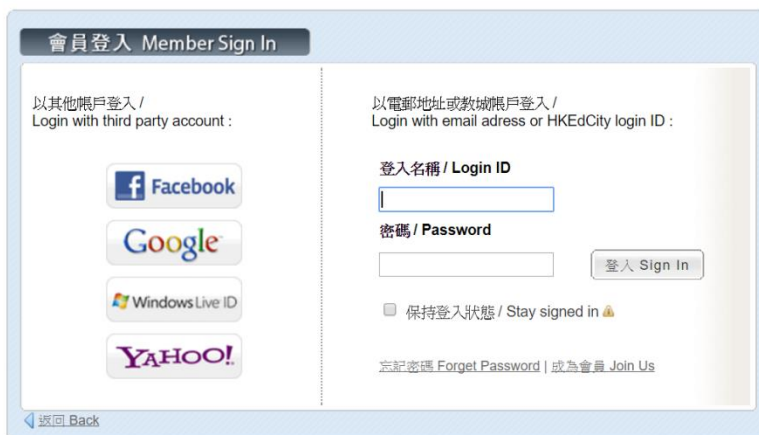 會員登入 Member Sign In
以其他帳戶登入 /
Login with third party account :
Facebook
Google
Windows Live ID
YAHOO!
以電郵地址或教城帳戶登入 /
Login with email adress or HKEdCity login ID :
登入名稱 / Login ID
密碼 / Password
登入 Sign In
保持登入狀態 / Stay signed in
忘記密碼 Forget Password | 成為會員 Join Us
返回 Back